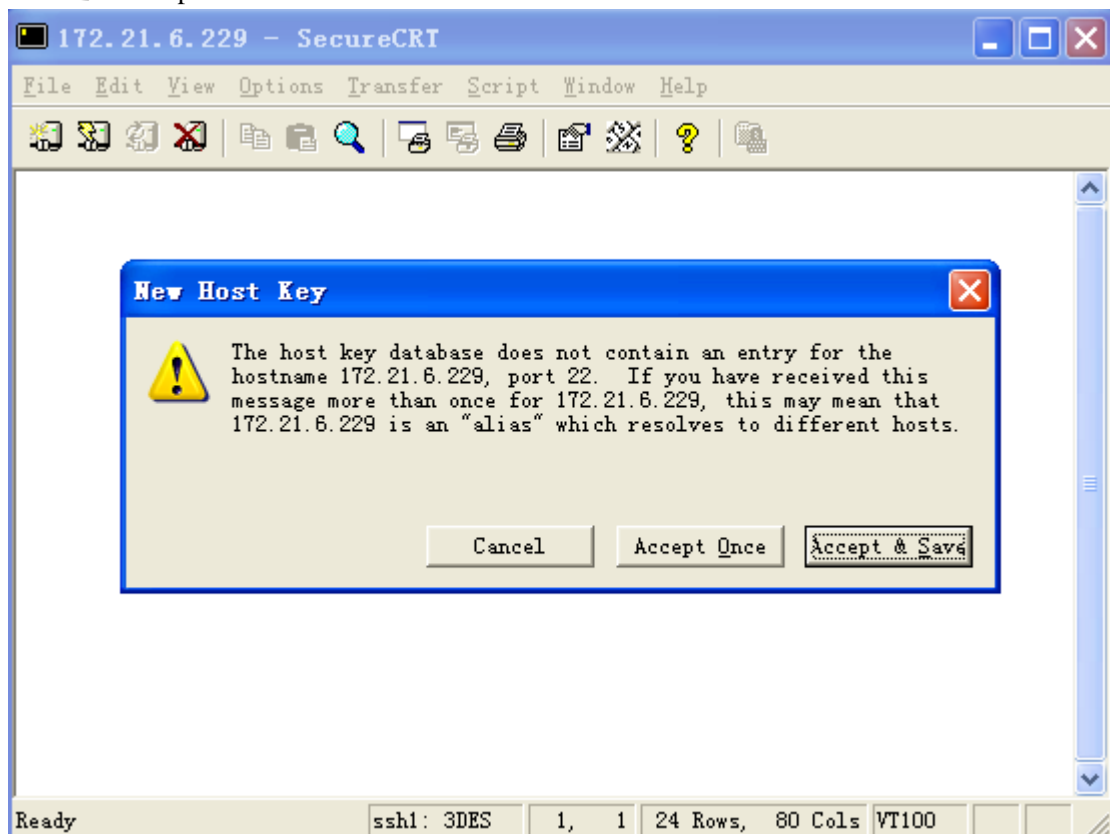 172.21.6.229 - SecureCRT
File Edit View Options Transfer Script Window Help
New Host Key
The host key database does not contain an entry for the
hostname 172.21.6.229, port 22. If you have received this
message more than once for 172.21.6.229, this may mean that
172.21.6.229 is an "alias" which resolves to different hosts.
Cancel Accept Once Accept & Save
Ready ssh1: 3DES 1, 1 24 Rows, 80 Cols VT100